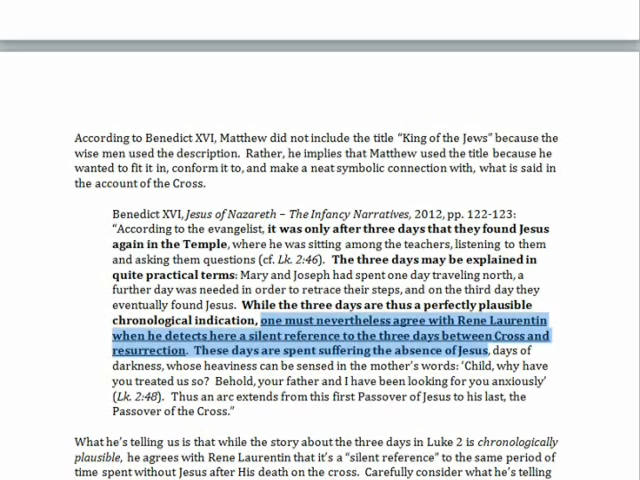 According to Benedict XVI, Matthew did not include the title "King of the Jews" because the
wise men used the description.  Rather, he implies that Matthew used the title because he
wanted to fit it in, conform it to, and make a neat symbolic connection with, what is said in
the account of the Cross.
Benedict XVI, Jesus of Nazareth – The Infancy Narratives, 2012, pp. 122-123:
"According to the evangelist, it was only after three days that they found Jesus
again in the Temple, where he was sitting among the teachers, listening to them
and asking them questions (cf. Lk. 2:46).  The three days may be explained in
quite practical terms: Mary and Joseph had spent one day traveling north, a
further day was needed in order to retrace their steps, and on the third day they
eventually found Jesus.  While the three days are thus a perfectly plausible
chronological indication, one must nevertheless agree with Rene Laurentin
when he detects here a silent reference to the three days between Cross and
resurrection.  These days are spent suffering the absence of Jesus, days of
darkness, whose heaviness can be sensed in the mother's words: 'Child, why have
you treated us so?  Behold, your father and I have been looking for you anxiously'
(Lk. 2:48).  Thus an arc extends from this first Passover of Jesus to his last, the
Passover of the Cross."
What he's telling us is that while the story about the three days in Luke 2 is chronologically
plausible, he agrees with Rene Laurentin that it's a "silent reference" to the same period of
time spent without Jesus after His death on the cross.  Carefully consider what he's telling